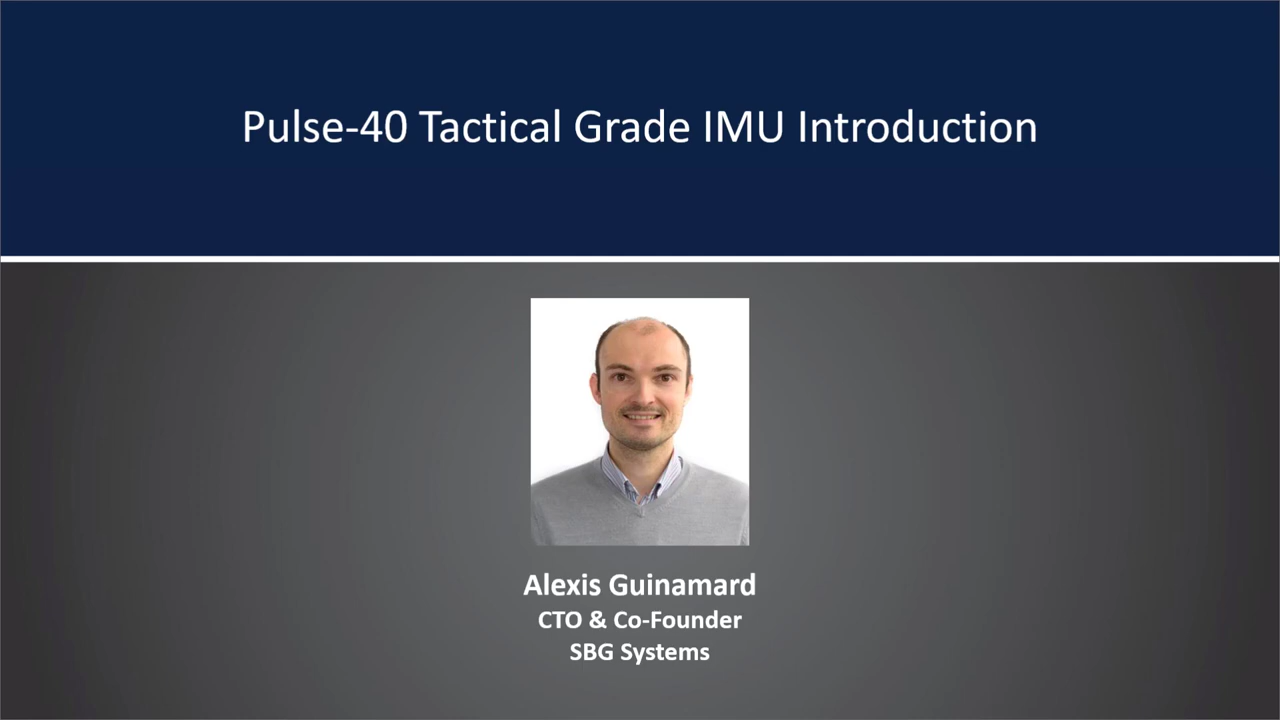 Pulse-40 Tactical Grade IMU Introduction
Alexis Guinamard
CTO & Co-Founder
SBG Systems